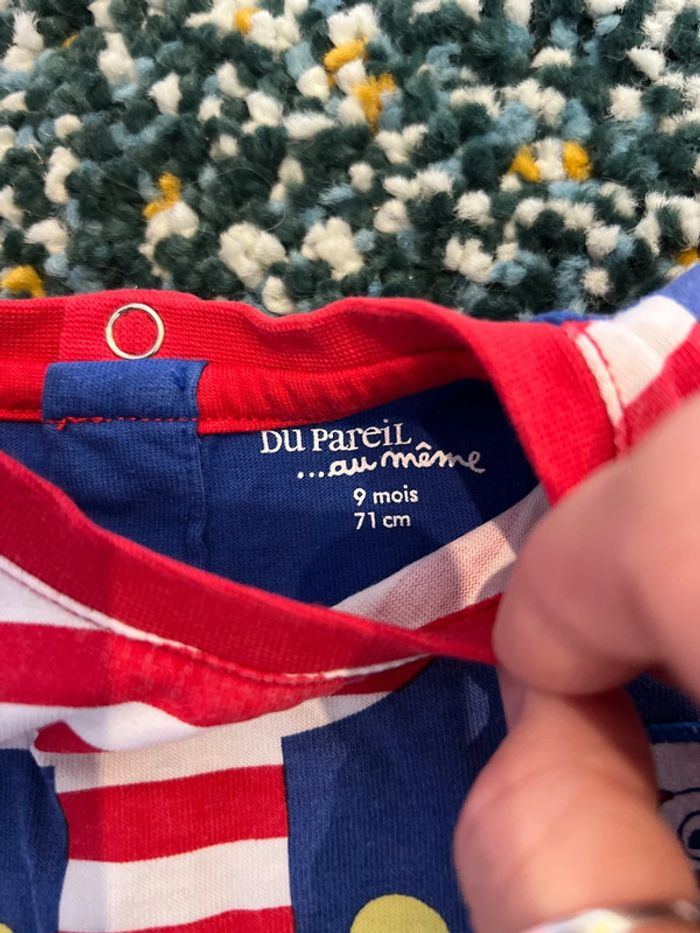 DU PAREIL
...au même
9 mois
71 cm